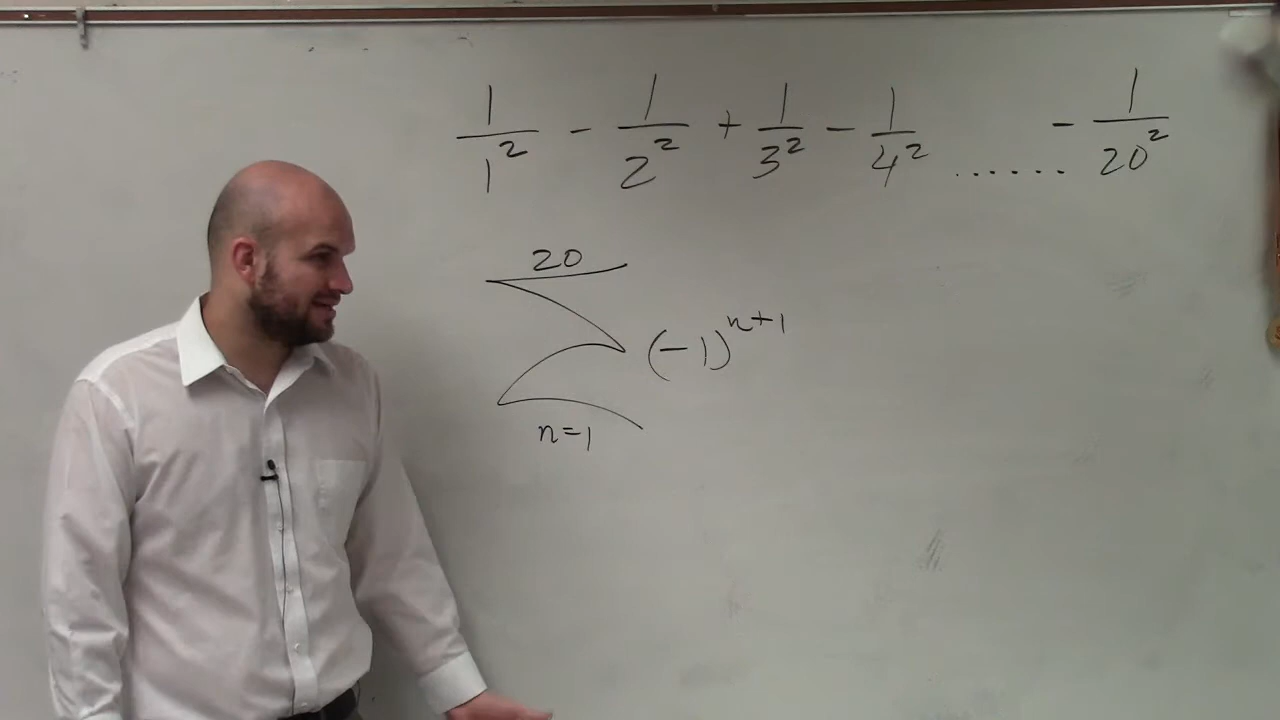 1/1² - 1/2² + 1/3² - 1/4² ...... - 1/20²
20
Σ (-1)ⁿ⁺¹
n=1